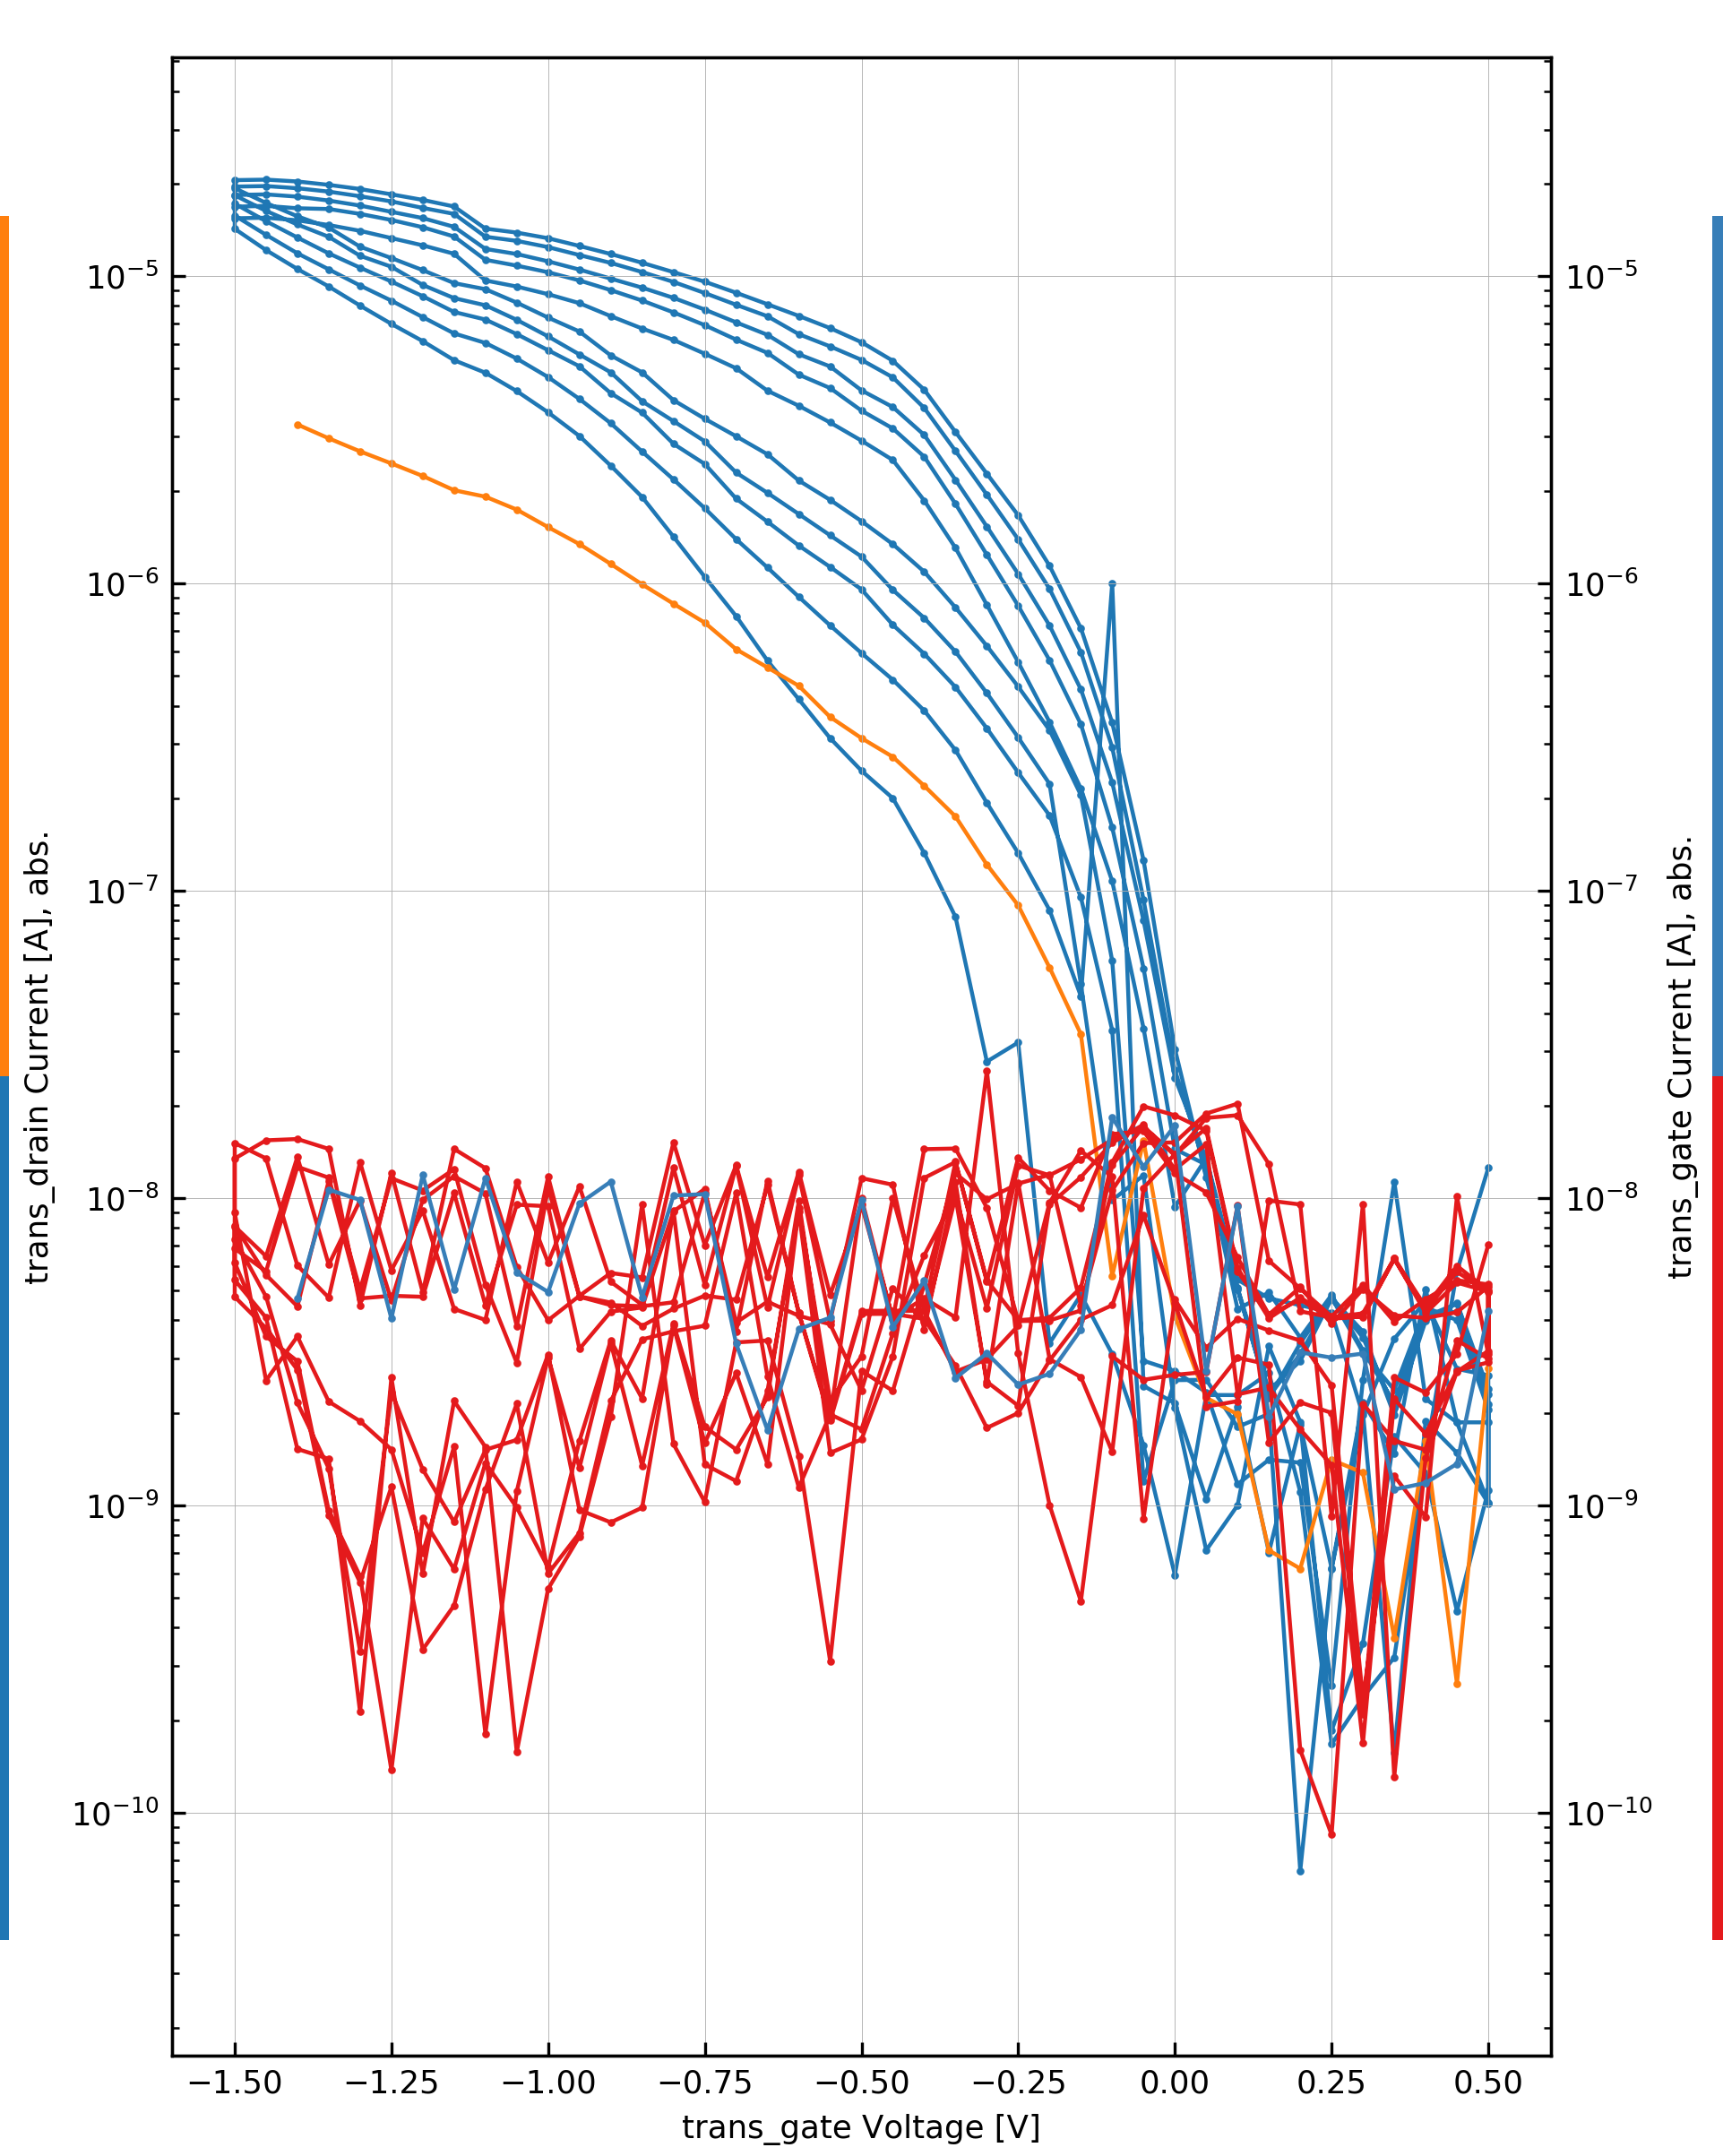 10⁻⁵ 10⁻⁵
10⁻⁶ 10⁻⁶
10⁻⁷ 10⁻⁷
10⁻⁸ 10⁻⁸
10⁻⁹ 10⁻⁹
10⁻¹⁰ 10⁻¹⁰
trans_drain Current [A], abs.
trans_gate Current [A], abs.
−1.50 −1.25 −1.00 −0.75 −0.50 −0.25 0.00 0.25 0.50
trans_gate Voltage [V]